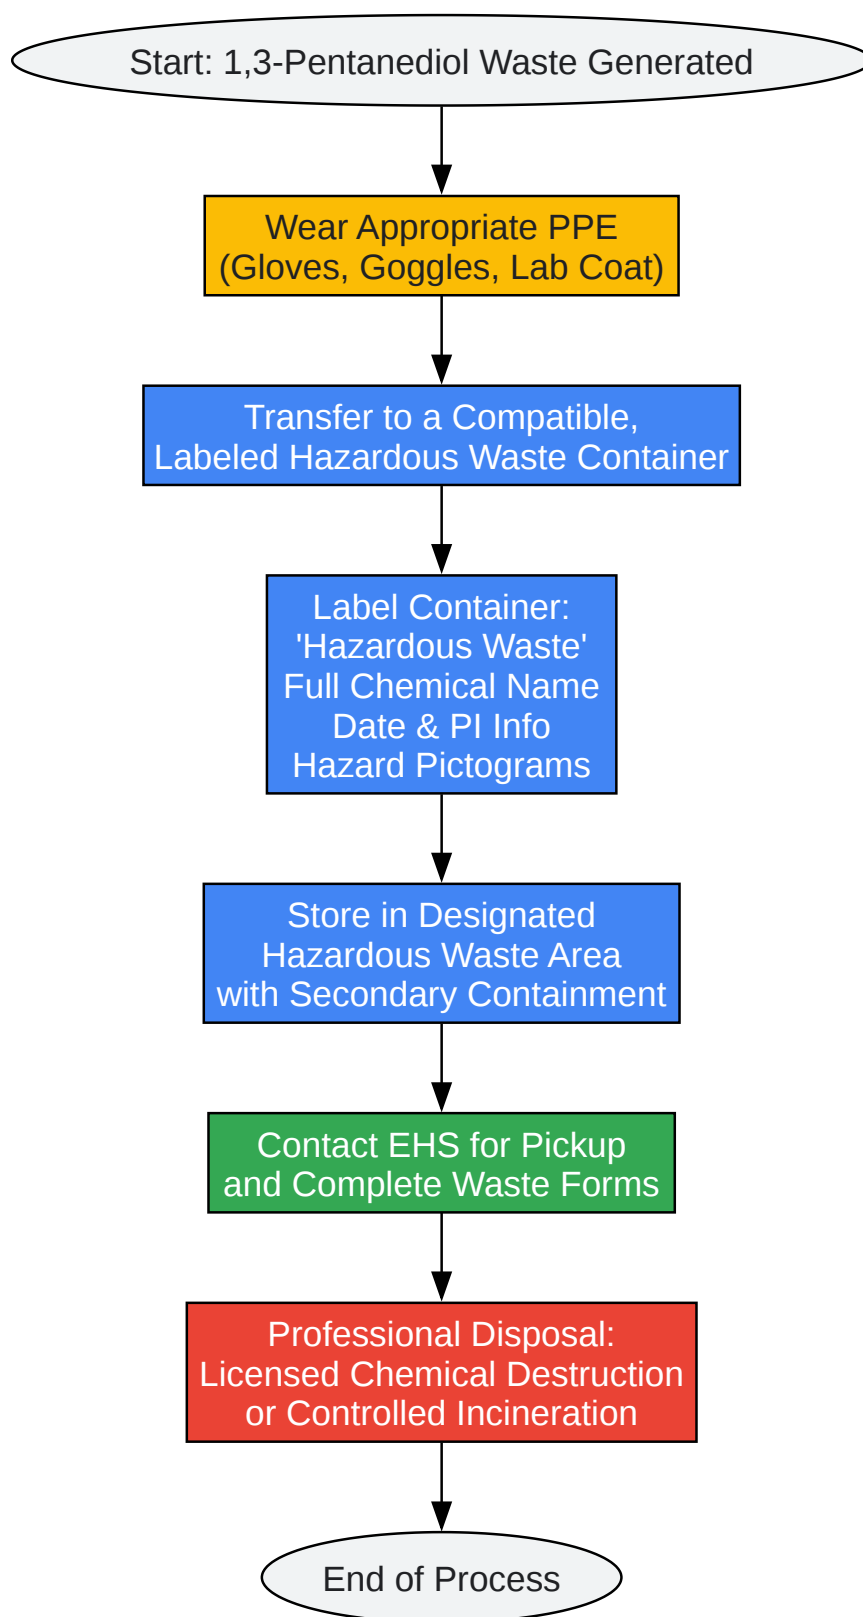 Start: 1,3-Pentanediol Waste Generated
Wear Appropriate PPE
(Gloves, Goggles, Lab Coat)
Transfer to a Compatible,
Labeled Hazardous Waste Container
Label Container:
'Hazardous Waste'
Full Chemical Name
Date & PI Info
Hazard Pictograms
Store in Designated
Hazardous Waste Area
with Secondary Containment
Contact EHS for Pickup
and Complete Waste Forms
Professional Disposal:
Licensed Chemical Destruction
or Controlled Incineration
End of Process